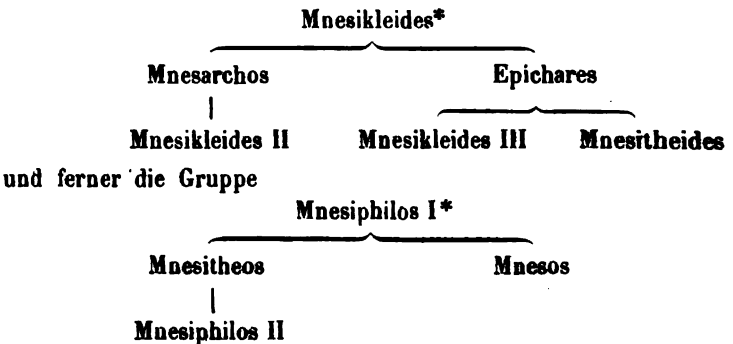 Mnesikleides*
Mnesarchos Epichares
Mnesikleides II Mnesikleides III Mnesitheides
und ferner die Gruppe
Mnesiphilos I*
Mnesitheos Mnesos
Mnesiphilos II